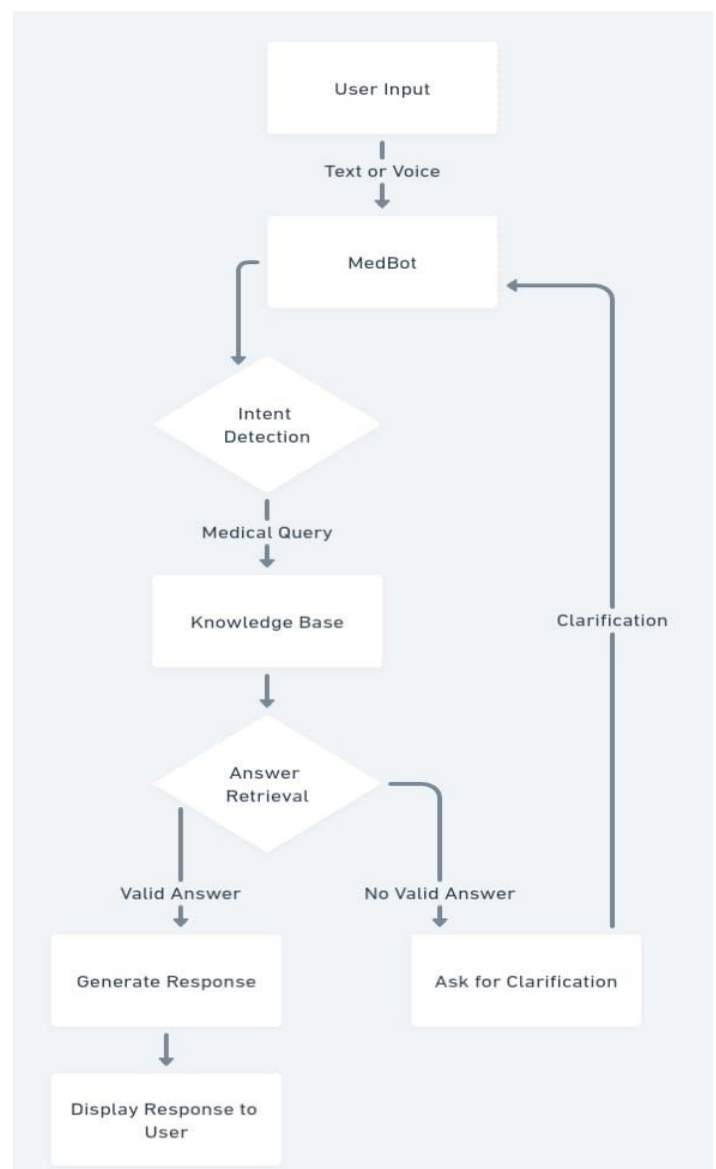 User Input
Text or Voice
MedBot
Intent
Detection
Medical Query
Knowledge Base
Clarification
Answer
Retrieval
Valid Answer
No Valid Answer
Generate Response
Ask for Clarification
Display Response to
User